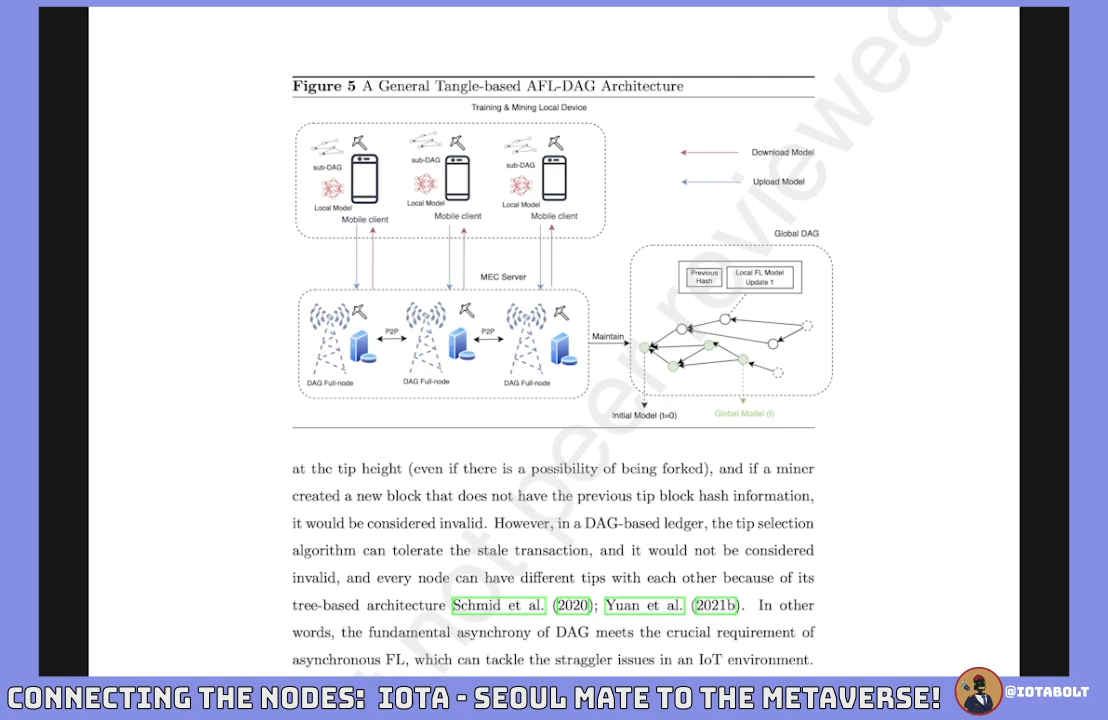 Figure 5 A General Tangle-based AFL-DAG Architecture
Training & Mining Local Device
sub-DAG
sub-DAG
sub-DAG
Local Model
Local Model
Local Model
Mobile client
Mobile client
Mobile client
Download Model
Upload Model
Global DAG
MEC Server
Previous
Hash
Local FL Model
Update 1
P2P
P2P
Maintain
DAG Full-node
DAG Full-node
DAG Full-node
Initial Model (t=0)
Global Model (t)
not peer reviewed
at the tip height (even if there is a possibility of being forked), and if a miner
created a new block that does not have the previous tip block hash information,
it would be considered invalid. However, in a DAG-based ledger, the tip selection
algorithm can tolerate the stale transaction, and it would not be considered
invalid, and every node can have different tips with each other because of its
tree-based architecture Schmid et al. (2020); Yuan et al. (2021b). In other
words, the fundamental asynchrony of DAG meets the crucial requirement of
asynchronous FL, which can tackle the straggler issues in an IoT environment.
CONNECTING THE NODES: IOTA - SEOUL MATE TO THE METAVERSE!
@IOTABOLT